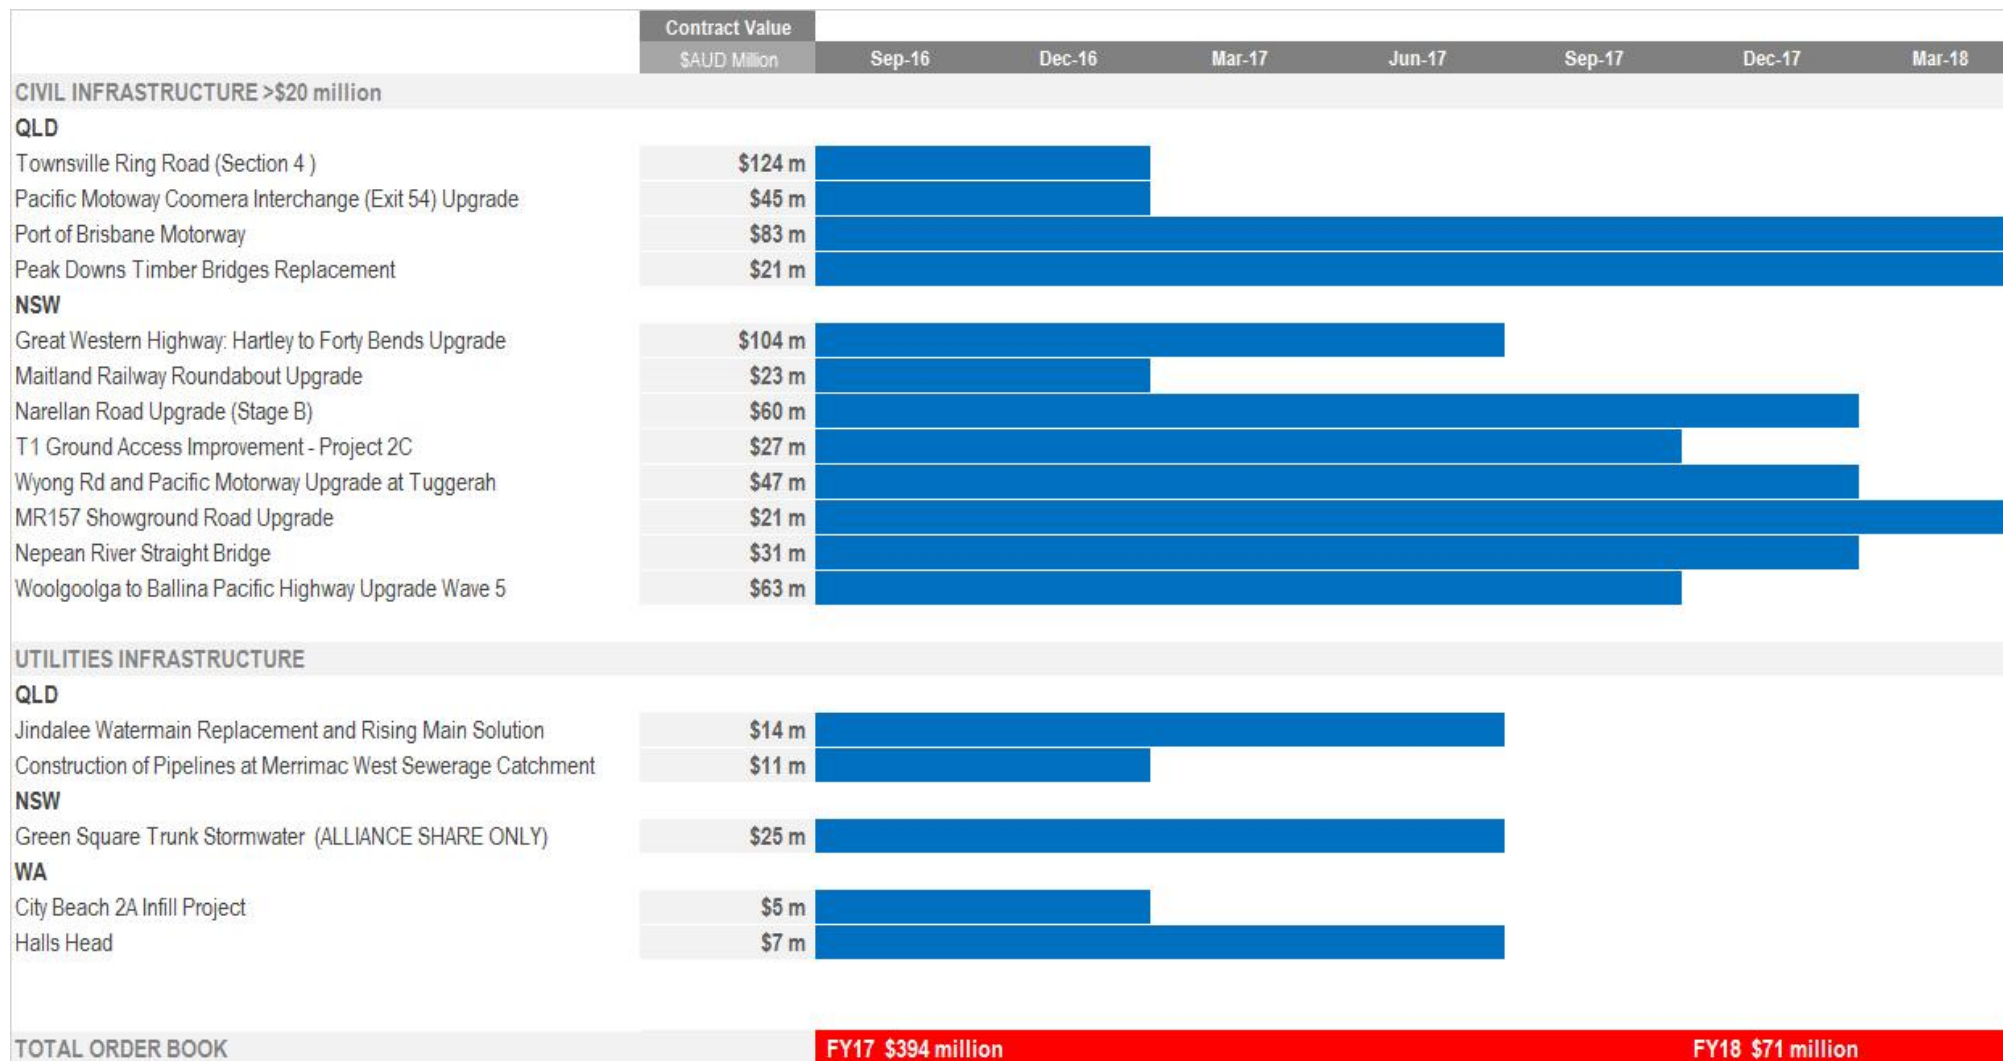 Contract Value
$AUD Million Sep-16 Dec-16 Mar-17 Jun-17 Sep-17 Dec-17 Mar-18
CIVIL INFRASTRUCTURE >$20 million
QLD
Townsville Ring Road (Section 4 ) $124 m
Pacific Motoway Coomera Interchange (Exit 54) Upgrade $45 m
Port of Brisbane Motorway $83 m
Peak Downs Timber Bridges Replacement $21 m
NSW
Great Western Highway: Hartley to Forty Bends Upgrade $104 m
Maitland Railway Roundabout Upgrade $23 m
Narellan Road Upgrade (Stage B) $60 m
T1 Ground Access Improvement - Project 2C $27 m
Wyong Rd and Pacific Motorway Upgrade at Tuggerah $47 m
MR157 Showground Road Upgrade $21 m
Nepean River Straight Bridge $31 m
Woolgoolga to Ballina Pacific Highway Upgrade Wave 5 $63 m
UTILITIES INFRASTRUCTURE
QLD
Jindalee Watermain Replacement and Rising Main Solution $14 m
Construction of Pipelines at Merrimac West Sewerage Catchment $11 m
NSW
Green Square Trunk Stormwater (ALLIANCE SHARE ONLY) $25 m
WA
City Beach 2A Infill Project $5 m
Halls Head $7 m
TOTAL ORDER BOOK FY17 $394 million FY18 $71 million